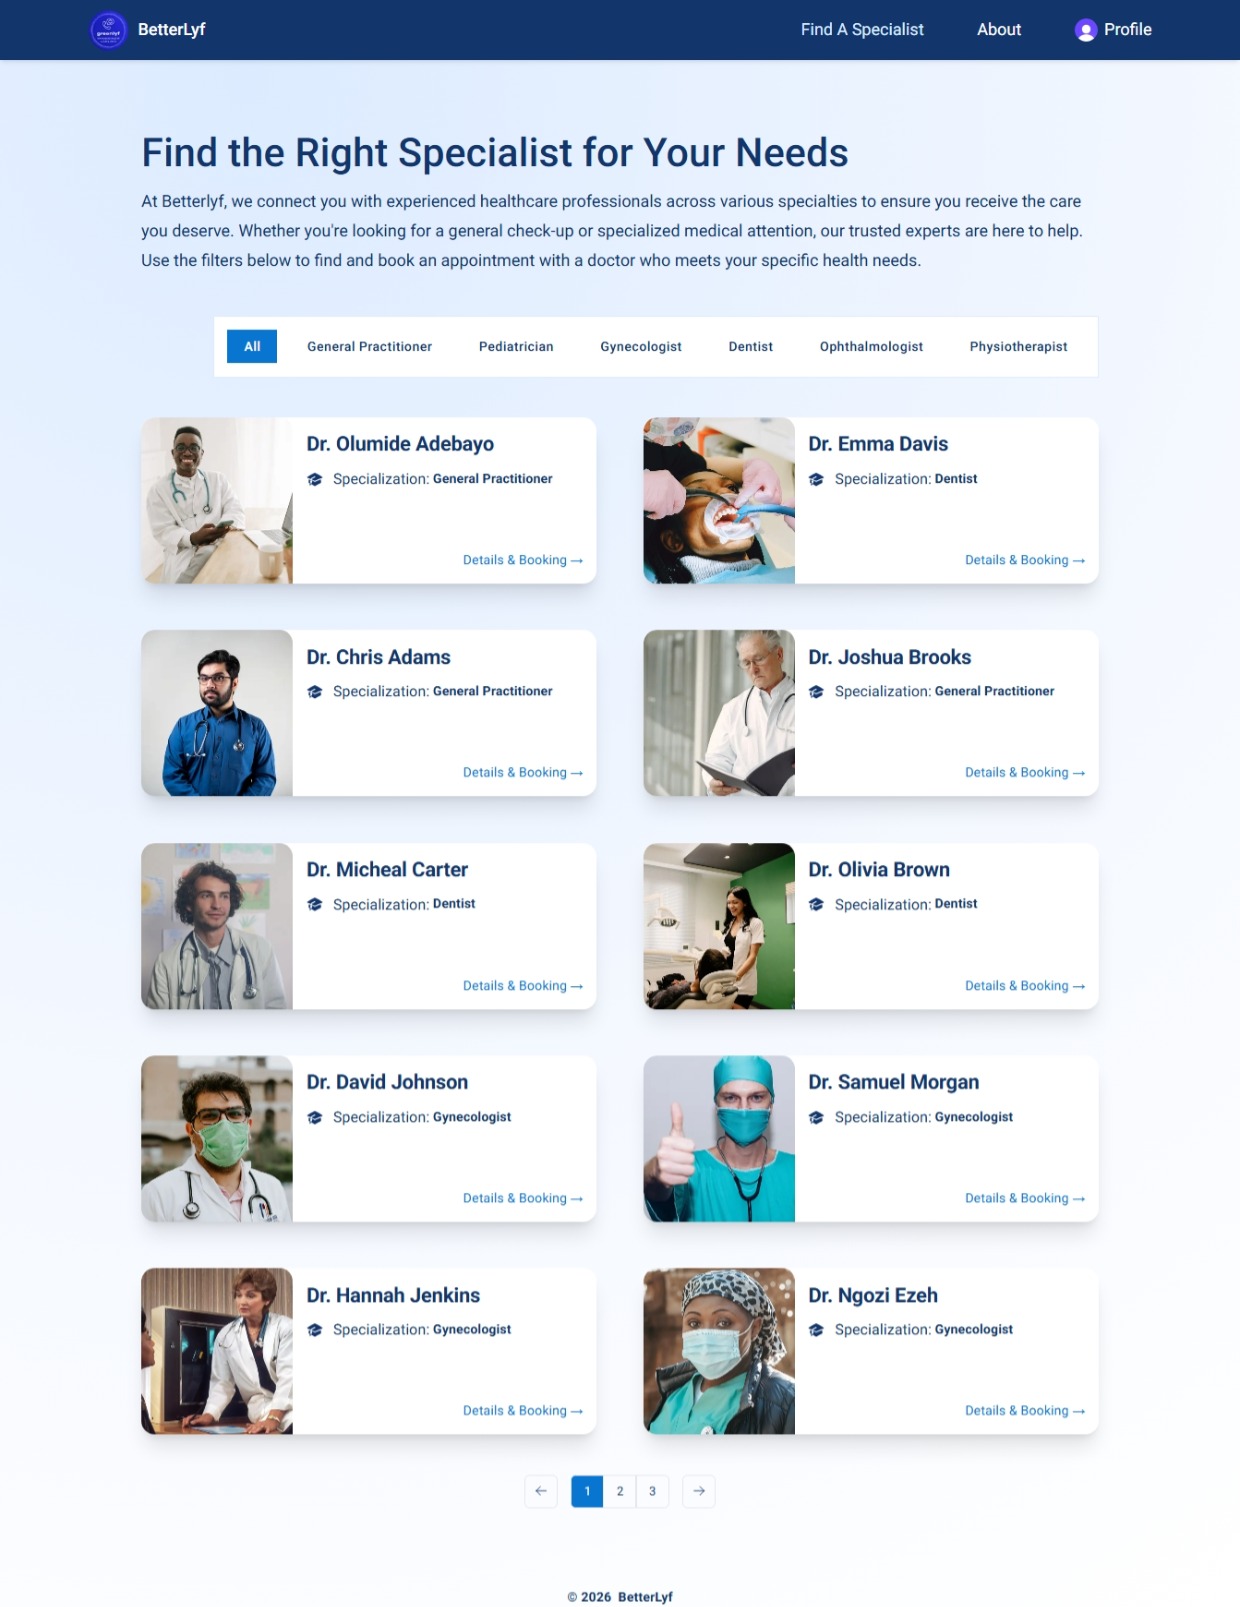 BetterLyf
Find A Specialist
About
Profile
Find the Right Specialist for Your Needs
At Betterlyf, we connect you with experienced healthcare professionals across various specialties to ensure you receive the care
you deserve. Whether you're looking for a general check-up or specialized medical attention, our trusted experts are here to help.
Use the filters below to find and book an appointment with a doctor who meets your specific health needs.
All
General Practitioner
Pediatrician
Gynecologist
Dentist
Ophthalmologist
Physiotherapist
Dr. Olumide Adebayo
Specialization: General Practitioner
Details & Booking →
Dr. Emma Davis
Specialization: Dentist
Details & Booking →
Dr. Chris Adams
Specialization: General Practitioner
Details & Booking →
Dr. Joshua Brooks
Specialization: General Practitioner
Details & Booking →
Dr. Micheal Carter
Specialization: Dentist
Details & Booking →
Dr. Olivia Brown
Specialization: Dentist
Details & Booking →
Dr. David Johnson
Specialization: Gynecologist
Details & Booking →
Dr. Samuel Morgan
Specialization: Gynecologist
Details & Booking →
Dr. Hannah Jenkins
Specialization: Gynecologist
Details & Booking →
Dr. Ngozi Ezeh
Specialization: Gynecologist
Details & Booking →
← 1 2 3 →
© 2026 BetterLyf